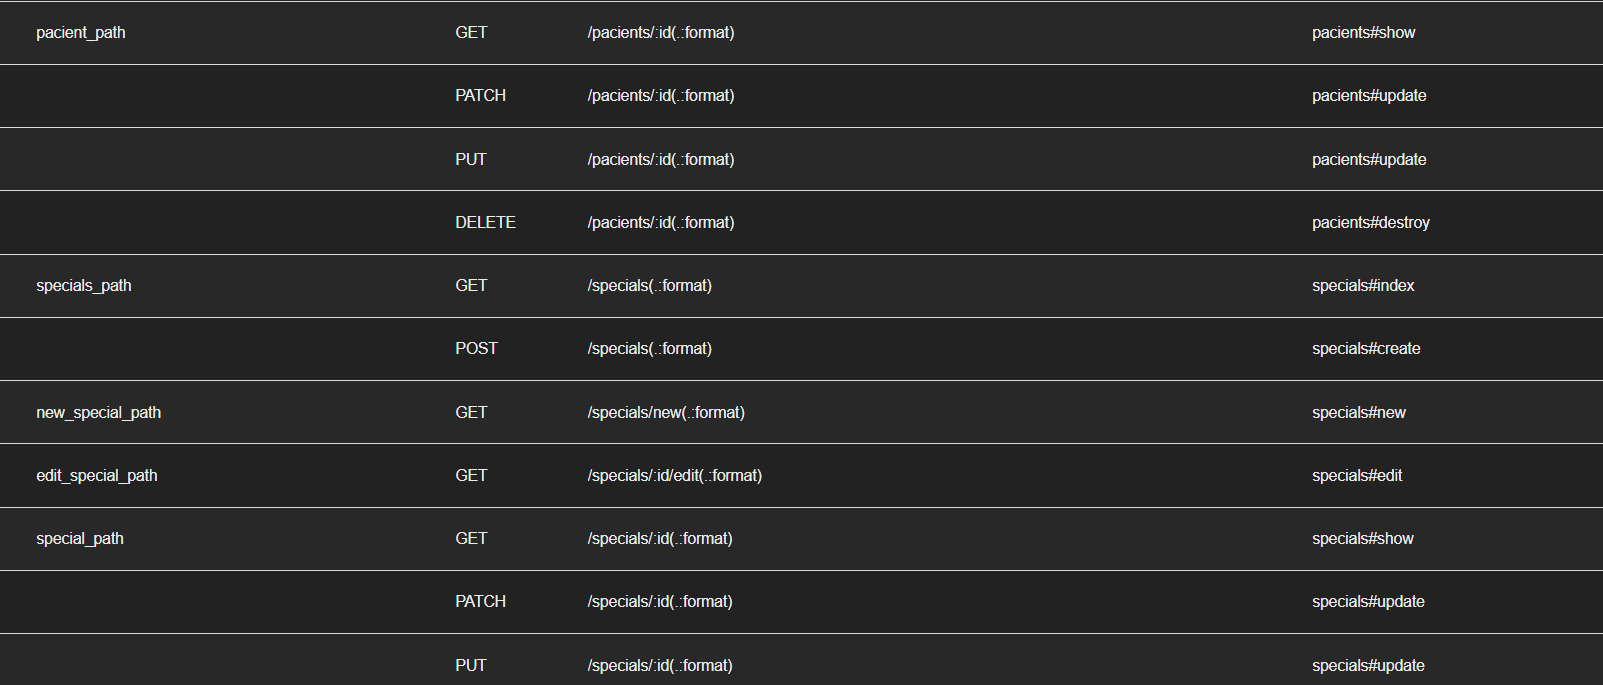 pacient_path GET /pacients/:id(.:format) pacients#show
PATCH /pacients/:id(.:format) pacients#update
PUT /pacients/:id(.:format) pacients#update
DELETE /pacients/:id(.:format) pacients#destroy
specials_path GET /specials(.:format) specials#index
POST /specials(.:format) specials#create
new_special_path GET /specials/new(.:format) specials#new
edit_special_path GET /specials/:id/edit(.:format) specials#edit
special_path GET /specials/:id(.:format) specials#show
PATCH /specials/:id(.:format) specials#update
PUT /specials/:id(.:format) specials#update